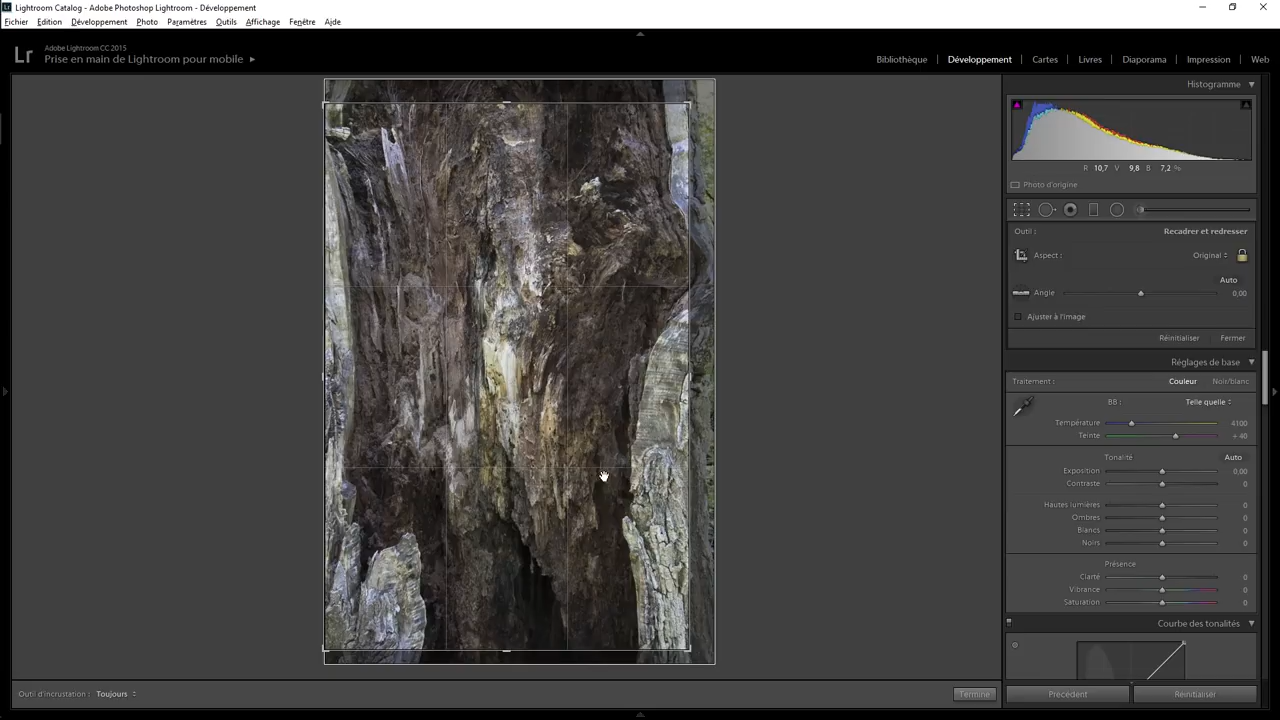 Lightroom Catalog - Adobe Photoshop Lightroom - Développement
Fichier Edition Développement Photo Paramètres Outils Affichage Fenêtre Aide
Lr
Adobe Lightroom CC 2015
Prise en main de Lightroom pour mobile
Bibliothèque Développement Cartes Livres Diaporama Impression Web
Histogramme
R 10,7 V 9,8 B 7,2 %
Photo d'origine
Outil : Recadrer et redresser
Aspect : Original
Auto
Angle 0,00
Ajuster à l'image
Réinitialiser Fermer
Réglages de base
Traitement : Couleur Noir/blanc
BB : Telle quelle
Température 4100
Teinte + 40
Tonalité Auto
Exposition 0,00
Contraste 0
Hautes lumières 0
Ombres 0
Blancs 0
Noirs 0
Présence
Clarté 0
Vibrance 0
Saturation 0
Courbe des tonalités
Outil d'incrustation : Toujours
Terminé
Précédent Réinitialiser